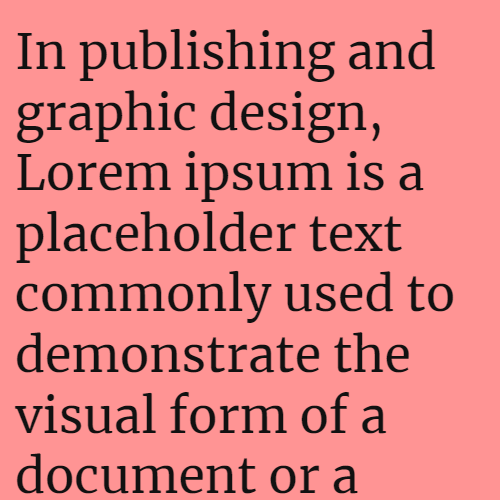 In publishing and
graphic design,
Lorem ipsum is a
placeholder text
commonly used to
demonstrate the
visual form of a
document or a